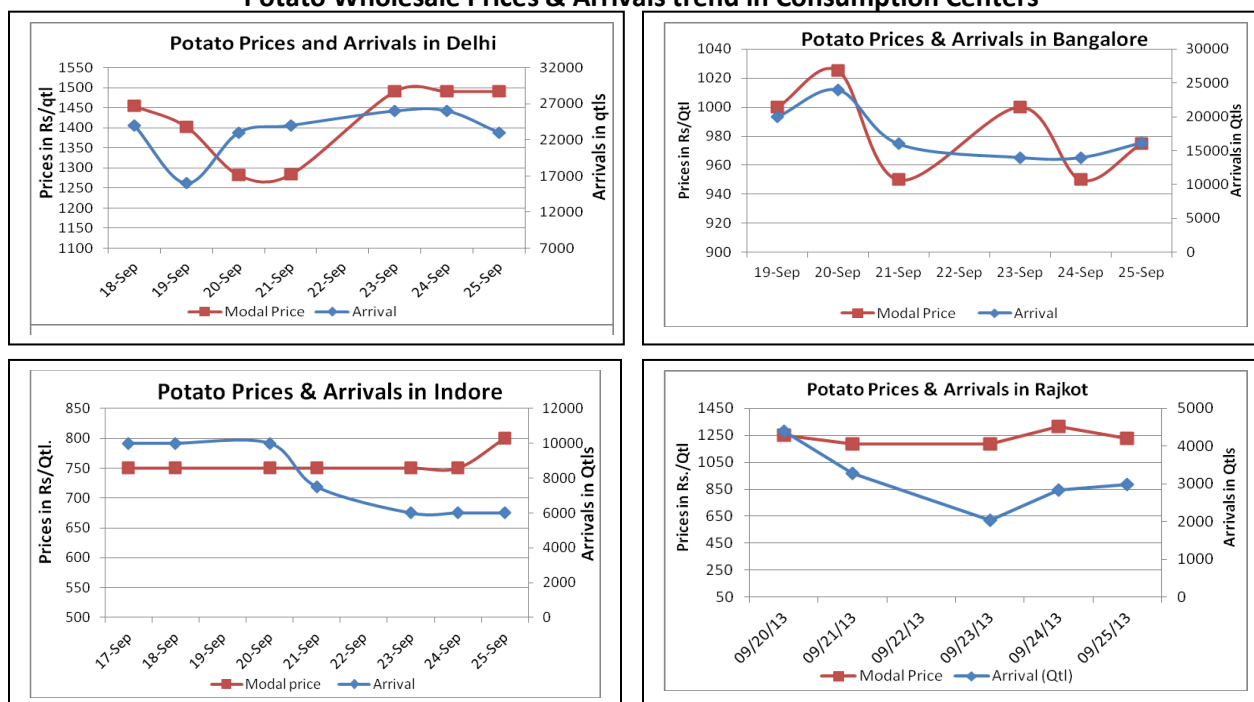 Potato Wholesale Prices & Arrivals trend in Consumption Centers
Potato Prices and Arrivals in Delhi
Prices in Rs/qtl
1550
1500
1450
1400
1350
1300
1250
1200
1150
1100
32000
27000
22000
17000
12000
7000
Arrivals in qtls
18-Sep 19-Sep 20-Sep 21-Sep 22-Sep 23-Sep 24-Sep 25-Sep
Modal Price Arrival
Potato Prices & Arrivals in Bangalore
Prices in Rs/Qtl
1040
1020
1000
980
960
940
920
900
30000
25000
20000
15000
10000
5000
0
Arrivals in Qtls
19-Sep 20-Sep 21-Sep 22-Sep 23-Sep 24-Sep 25-Sep
Modal Price Arrival
Potato Prices & Arrivals in Indore
Prices in Rs/Qtl.
850
800
750
700
650
600
550
500
12000
10000
8000
6000
4000
2000
0
Arrivals in Qtls
17-Sep 18-Sep 19-Sep 20-Sep 21-Sep 22-Sep 23-Sep 24-Sep 25-Sep
Modal price Arrival
Potato Prices & Arrivals in Rajkot
Prices in Rs./Qtl
1450
1250
1050
850
650
450
250
50
5000
4000
3000
2000
1000
0
Arrivals in Qtls
09/20/13 09/21/13 09/22/13 09/23/13 09/24/13 09/25/13
Modal Price Arrival (Qtl)